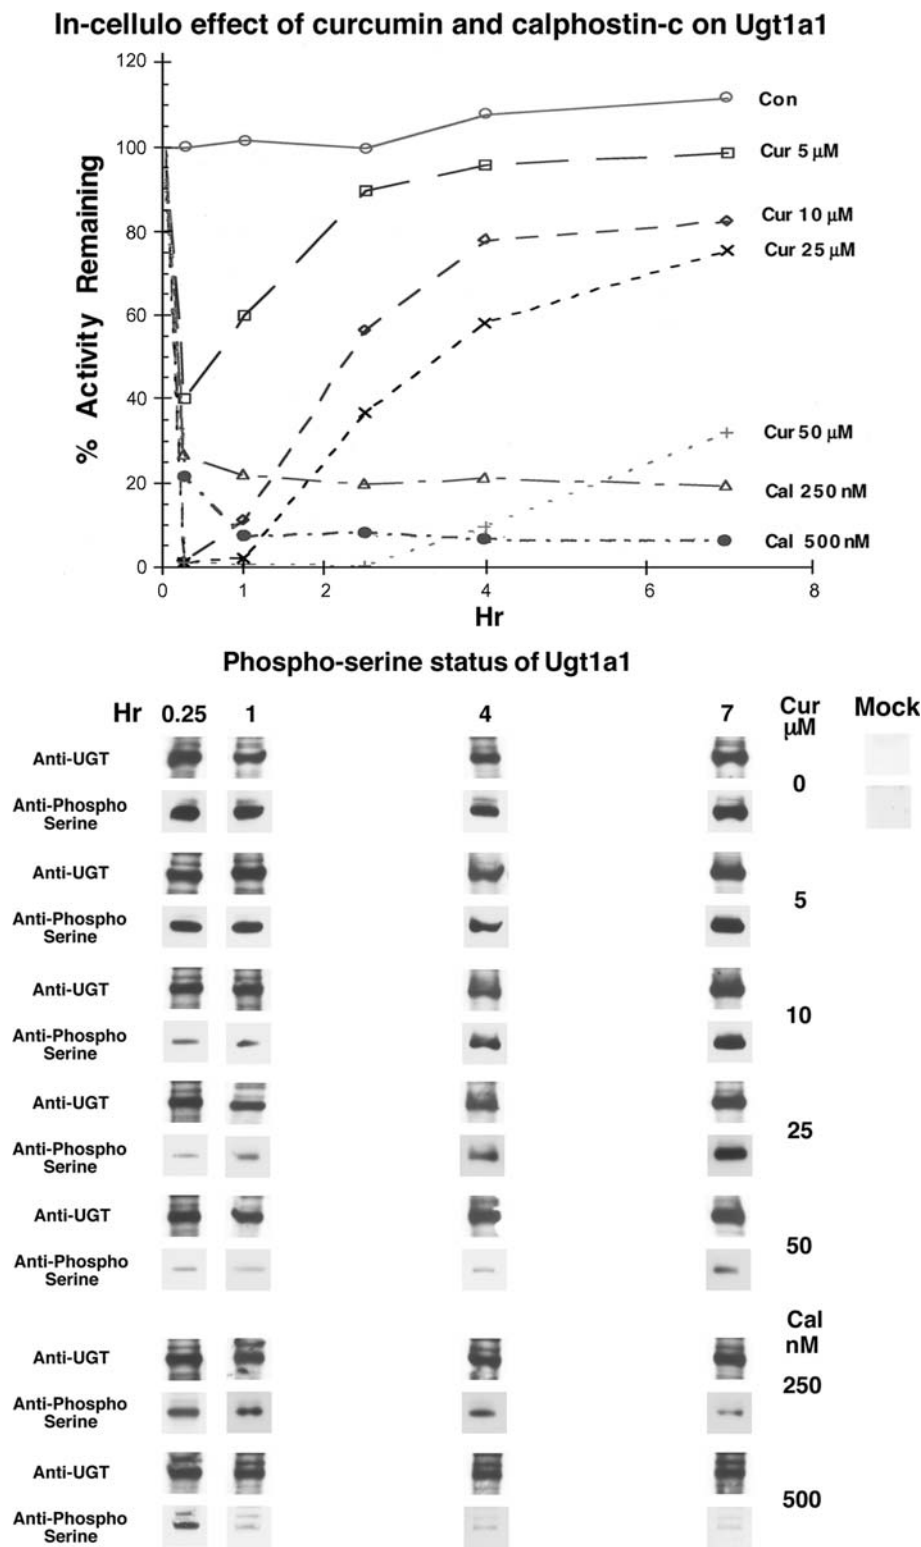 In-cellulo effect of curcumin and calphostin-c on Ugt1a1
120
100
80
60
40
20
0
% Activity Remaining
Con
Cur 5 μM
Cur 10 μM
Cur 25 μM
Cur 50 μM
Cal 250 nM
Cal 500 nM
0 1 2 4 6 8
Hr
Phospho-serine status of Ugt1a1
Hr 0.25 1 4 7 Cur Mock
μM
Anti-UGT
0
Anti-Phospho
Serine
Anti-UGT
5
Anti-Phospho
Serine
Anti-UGT
10
Anti-Phospho
Serine
Anti-UGT
25
Anti-Phospho
Serine
Anti-UGT
50
Anti-Phospho
Serine
Cal
nM
Anti-UGT
250
Anti-Phospho
Serine
Anti-UGT
500
Anti-Phospho
Serine